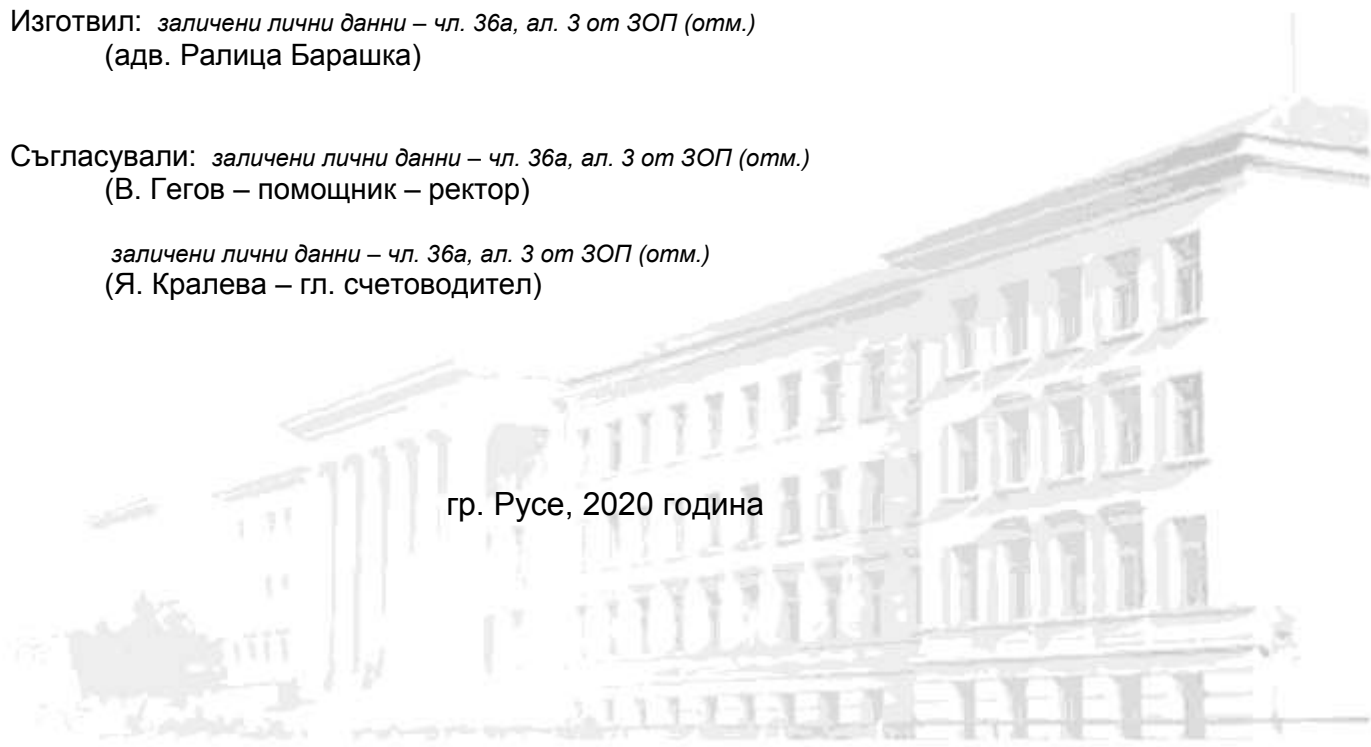 Изготвил: заличени лични данни – чл. 36а, ал. 3 от ЗОП (отм.)
(адв. Ралица Барашка)
Съгласували: заличени лични данни – чл. 36а, ал. 3 от ЗОП (отм.)
(В. Гегов – помощник – ректор)
заличени лични данни – чл. 36а, ал. 3 от ЗОП (отм.)
(Я. Кралева – гл. счетоводител)
гр. Русе, 2020 година